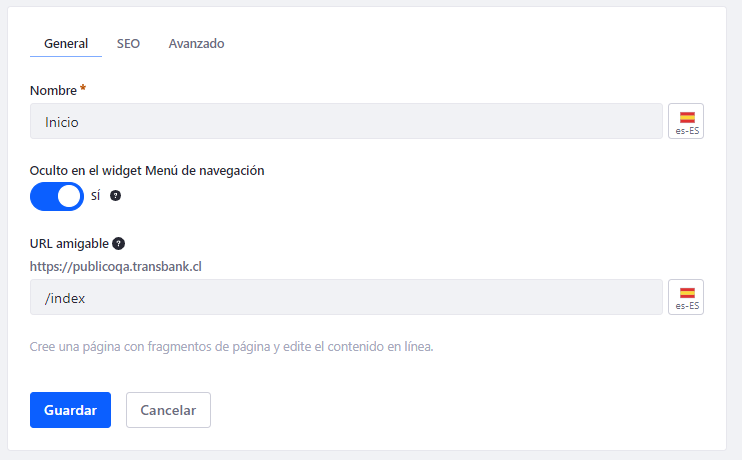 General SEO Avanzado
Nombre *
Inicio
es-ES
Oculto en el widget Menú de navegación
SÍ ?
URL amigable ?
https://publicoqa.transbank.cl
/index
es-ES
Cree una página con fragmentos de página y edite el contenido en línea.
Guardar Cancelar